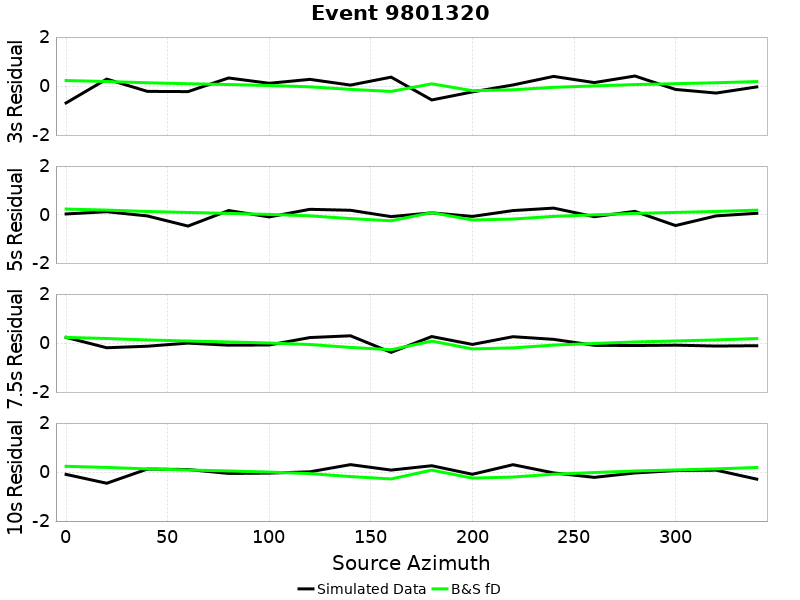 Event 9801320
3s Residual
2
0
-2
5s Residual
2
0
-2
7.5s Residual
2
0
-2
10s Residual
2
0
-2
0 50 100 150 200 250 300
Source Azimuth
Simulated Data B&S fD